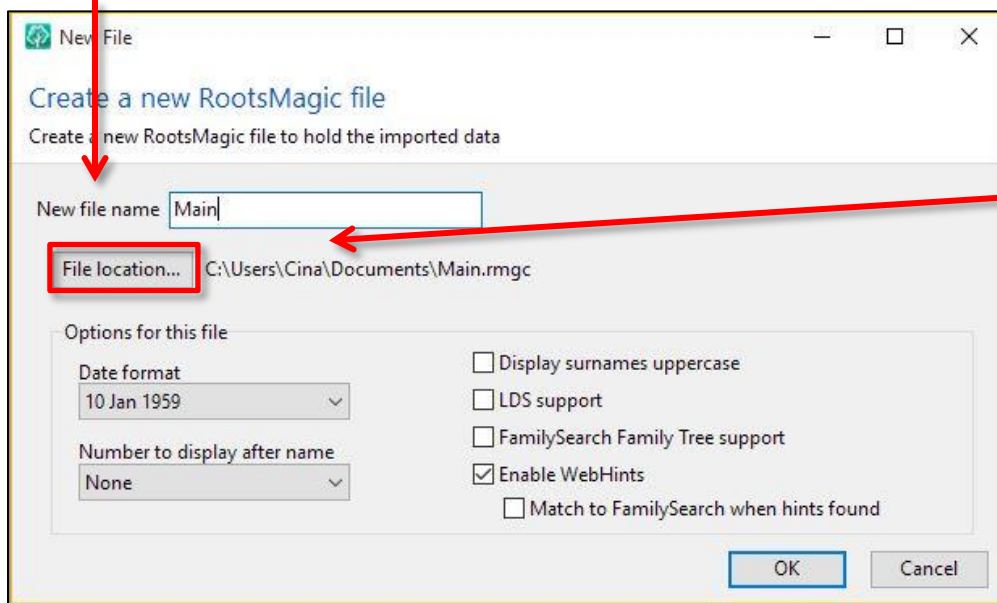 New File
Create a new RootsMagic file
Create a new RootsMagic file to hold the imported data
New file name Main
File location... C:\Users\Cina\Documents\Main.rmgc
Options for this file
Date format
10 Jan 1959
Number to display after name
None
Display surnames uppercase
LDS support
FamilySearch Family Tree support
Enable WebHints
Match to FamilySearch when hints found
OK Cancel